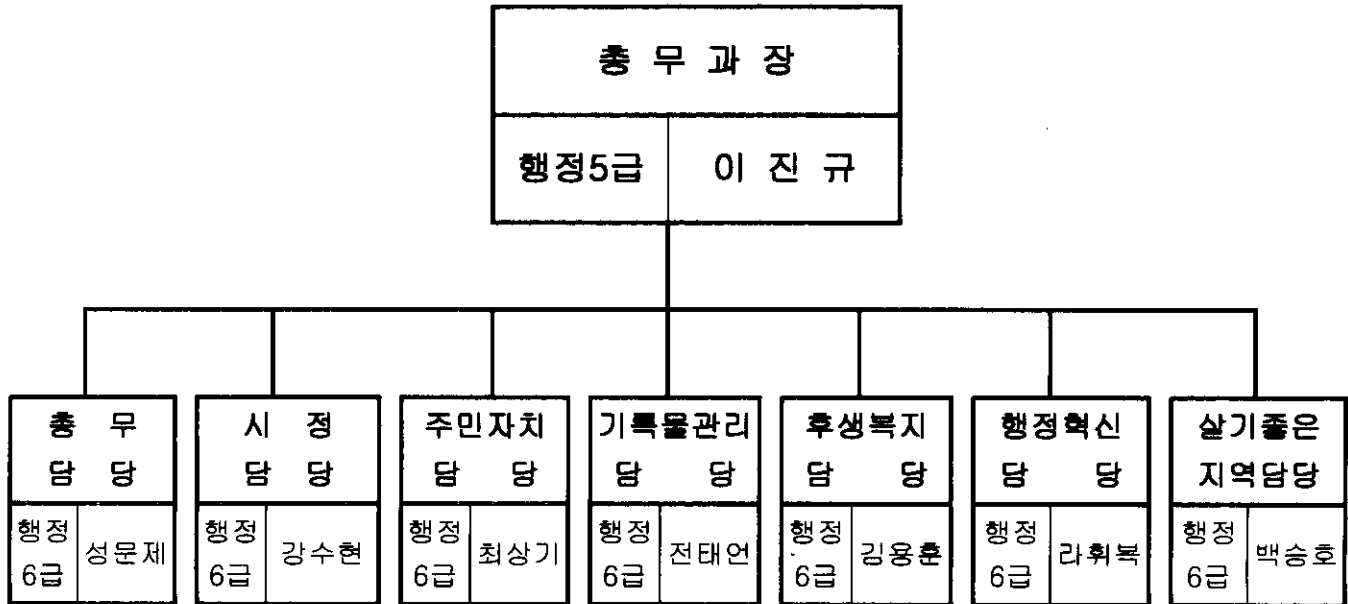 총 무 과 장
행정5급 이 진 규
총 무
담 당
행정
6급
성문제
시 정
담 당
행정
6급
강수현
주민자치
담 당
행정
6급
최상기
기록물관리
담 당
행정
6급
전태언
후생복지
담 당
행정
6급
김용훈
행정혁신
담 당
행정
6급
라휘복
살기좋은
지역담당
행정
6급
백승호